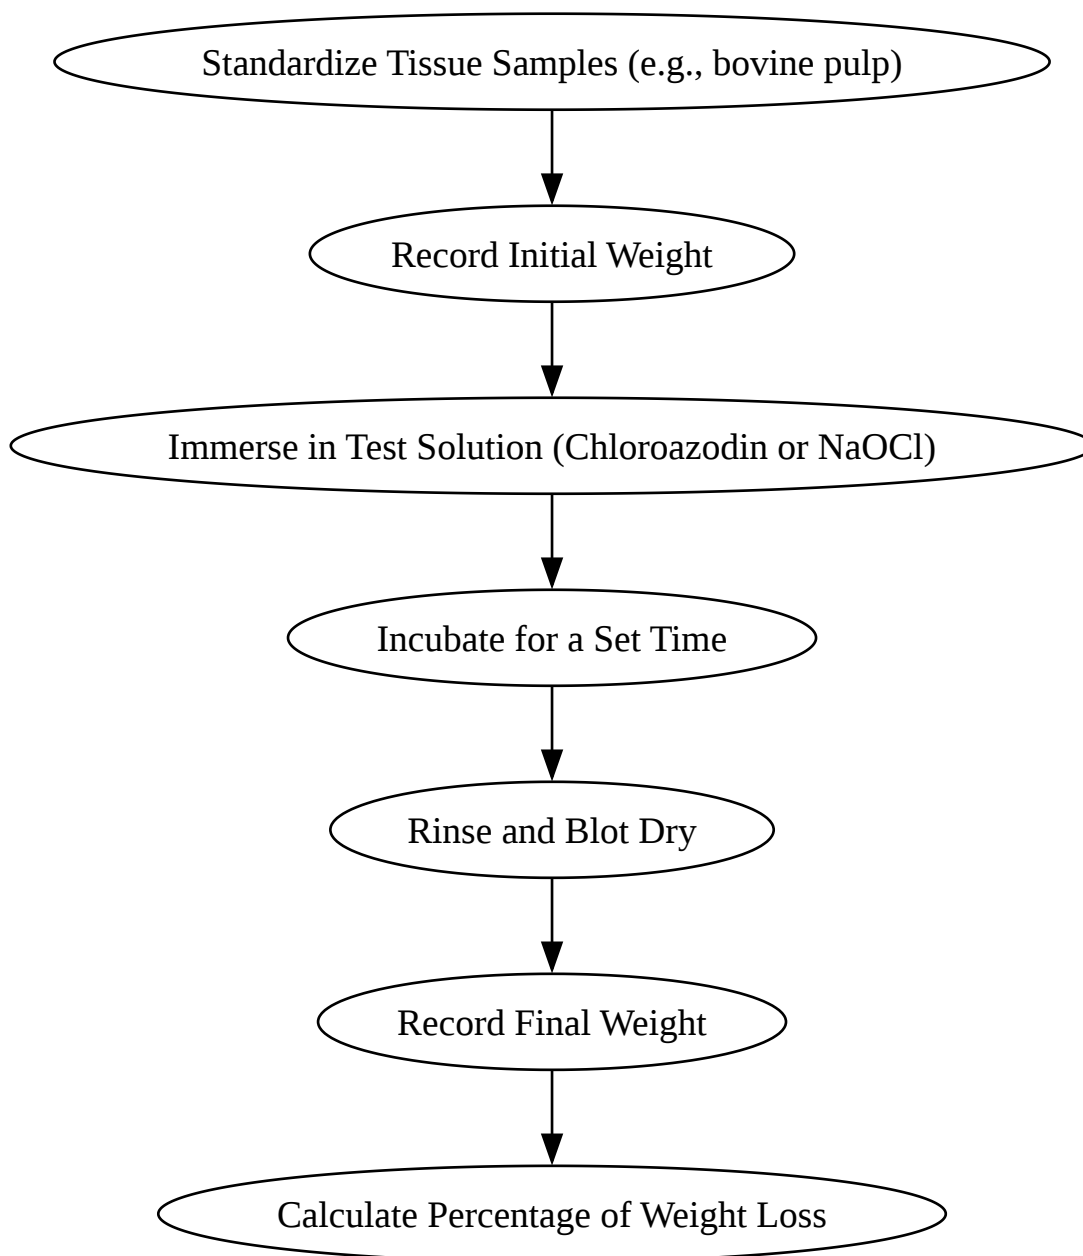 Standardize Tissue Samples (e.g., bovine pulp)
Record Initial Weight
Immerse in Test Solution (Chloroazodin or NaOCl)
Incubate for a Set Time
Rinse and Blot Dry
Record Final Weight
Calculate Percentage of Weight Loss